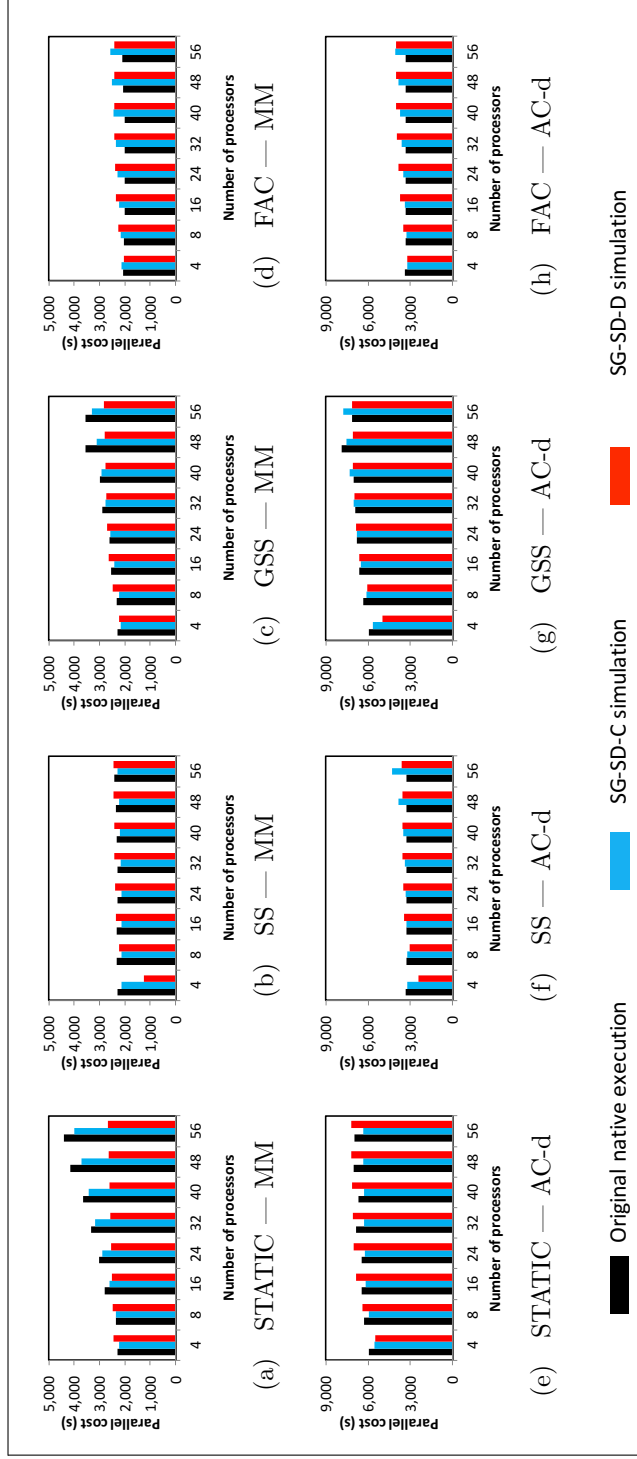 5,000
4,000
3,000
2,000
1,000
0
Parallel cost (s)
4 8 16 24 32 40 48 56
Number of processors
(a) STATIC — MM
5,000
4,000
3,000
2,000
1,000
0
Parallel cost (s)
4 8 16 24 32 40 48 56
Number of processors
(b) SS — MM
5,000
4,000
3,000
2,000
1,000
0
Parallel cost (s)
4 8 16 24 32 40 48 56
Number of processors
(c) GSS — MM
5,000
4,000
3,000
2,000
1,000
0
Parallel cost (s)
4 8 16 24 32 40 48 56
Number of processors
(d) FAC — MM
9,000
6,000
3,000
0
Parallel cost (s)
4 8 16 24 32 40 48 56
Number of processors
(e) STATIC — AC-d
9,000
6,000
3,000
0
Parallel cost (s)
4 8 16 24 32 40 48 56
Number of processors
(f) SS — AC-d
9,000
6,000
3,000
0
Parallel cost (s)
4 8 16 24 32 40 48 56
Number of processors
(g) GSS — AC-d
9,000
6,000
3,000
0
Parallel cost (s)
4 8 16 24 32 40 48 56
Number of processors
(h) FAC — AC-d
Original native execution
SG-SD-C simulation
SG-SD-D simulation